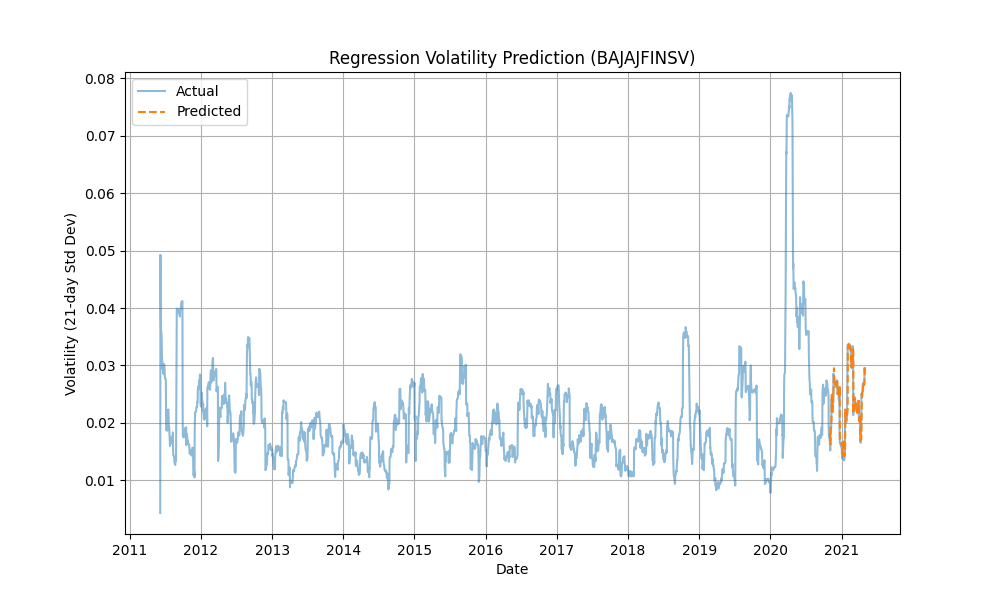 Regression Volatility Prediction (BAJAJFINSV)
Actual
Predicted
Volatility (21-day Std Dev)
0.08
0.07
0.06
0.05
0.04
0.03
0.02
0.01
2011 2012 2013 2014 2015 2016 2017 2018 2019 2020 2021
Date